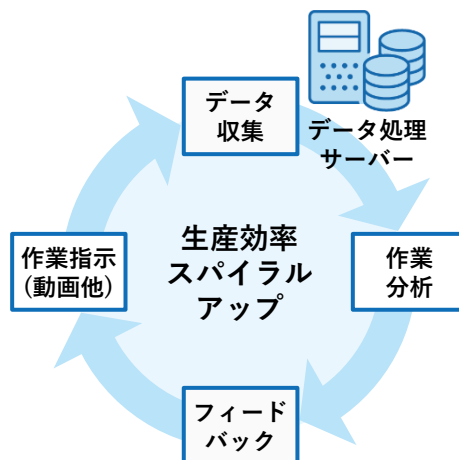 データ
収集
データ処理
サーバー
作業指示
(動画他)
生産効率
スパイラル
アップ
作業
分析
フィード
バック